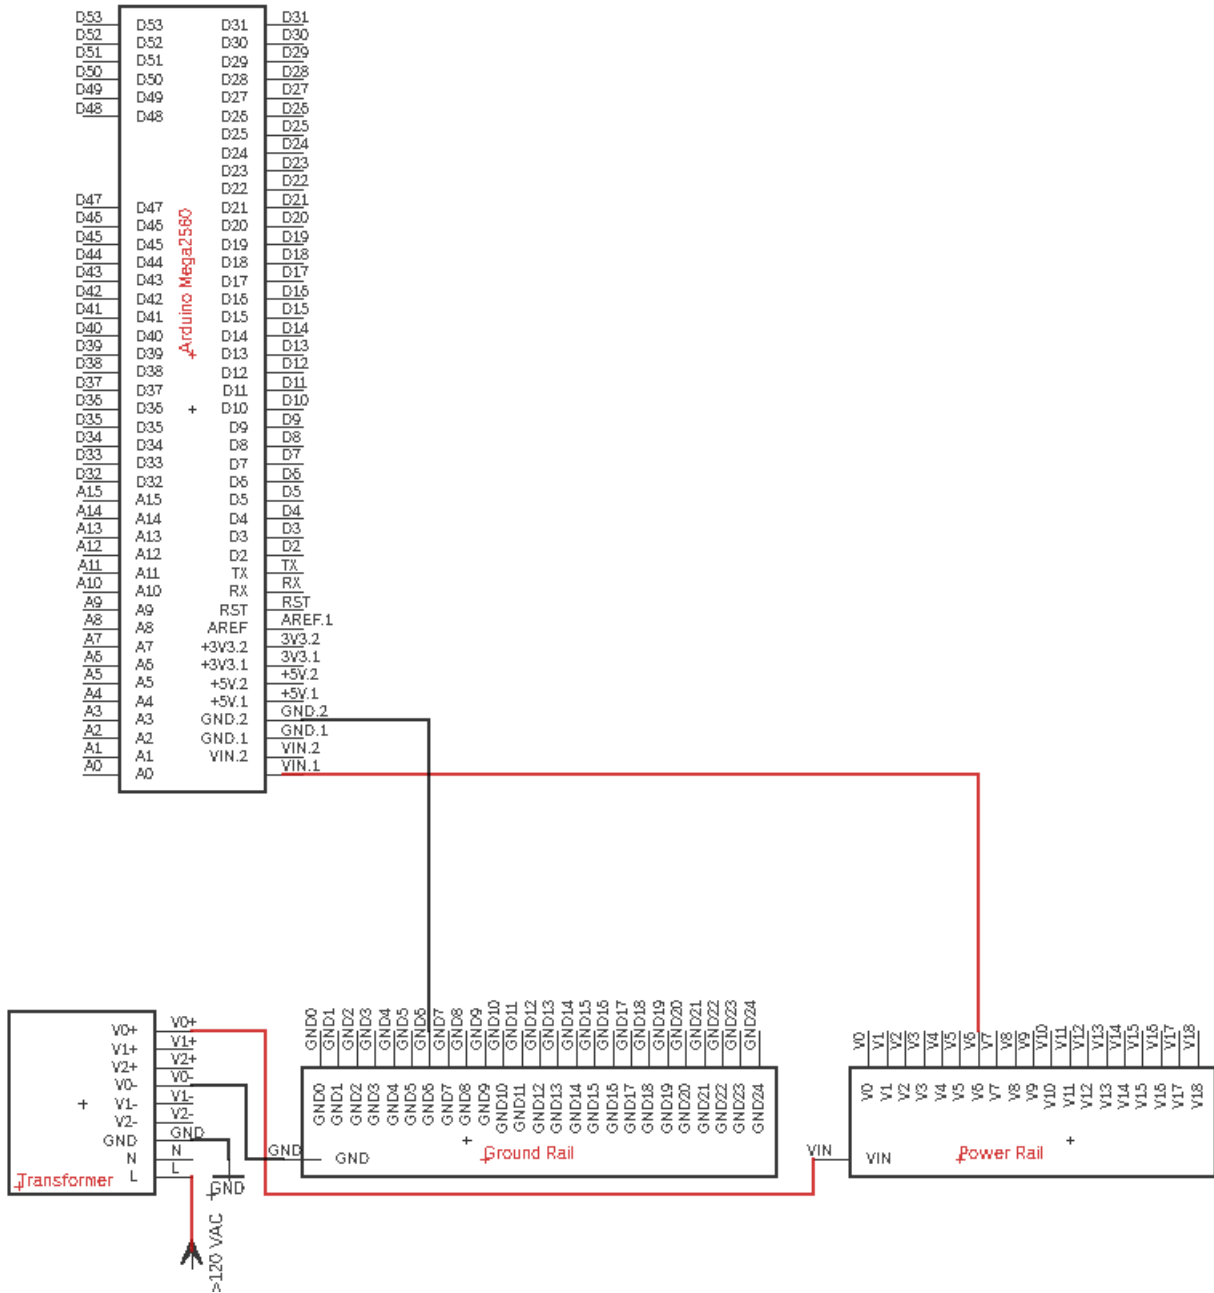 D53 D53 D31 D31
D52 D52 D30 D30
D51 D51 D29 D29
D50 D50 D28 D28
D49 D49 D27 D27
D48 D48 D26 D26
D25 D25
D24 D24
D23 D23
D22 D22
D47 D47 D21 D21
D46 D46 D20 D20
D45 D45 D19 D19
D44 D44 D18 D18
D43 D43 D17 D17
D42 D42 D16 D16
D41 D41 D15 D15
D40 D40 D14 D14
D39 D39 D13 D13
D38 D38 D12 D12
D37 D37 D11 D11
D36 D36 D10 D10
D35 D35 D9 D9
D34 D34 D8 D8
D33 D33 D7 D7
D32 D32 D6 D6
A15 A15 D5 D5
A14 A14 D4 D4
A13 A13 D3 D3
A12 A12 D2 D2
A11 A11 TX TX
A10 A10 RX RX
A9 A9 RST RST
A8 A8 AREF AREF.1
A7 A7 +3V3.2 3V3.2
A6 A6 +3V3.1 3V3.1
A5 A5 +5V.2 +5V.2
A4 A4 +5V.1 +5V.1
A3 A3 GND.2 GND.2
A2 A2 GND.1 GND.1
A1 A1 VIN.2 VIN.2
A0 A0 VIN.1
Arduino Mega2560
V0+ V0+
V1+ V1+
V2+ V2+
V0- V0-
V1- V1-
V2- V2-
GND GND
N N
L L
Transformer
GND
>120 VAC
GND0 GND1 GND2 GND3 GND4 GND5 GND6 GND7 GND8 GND9 GND10 GND11 GND12 GND13 GND14 GND15 GND16 GND17 GND18 GND19 GND20 GND21 GND22 GND23 GND24
GND0 GND1 GND2 GND3 GND4 GND5 GND6 GND7 GND8 GND9 GND10 GND11 GND12 GND13 GND14 GND15 GND16 GND17 GND18 GND19 GND20 GND21 GND22 GND23 GND24
GND GND
Ground Rail
V0 V1 V2 V3 V4 V5 V6 V7 V8 V9 V10 V11 V12 V13 V14 V15 V16 V17 V18
V0 V1 V2 V3 V4 V5 V6 V7 V8 V9 V10 V11 V12 V13 V14 V15 V16 V17 V18
VIN VIN
Power Rail